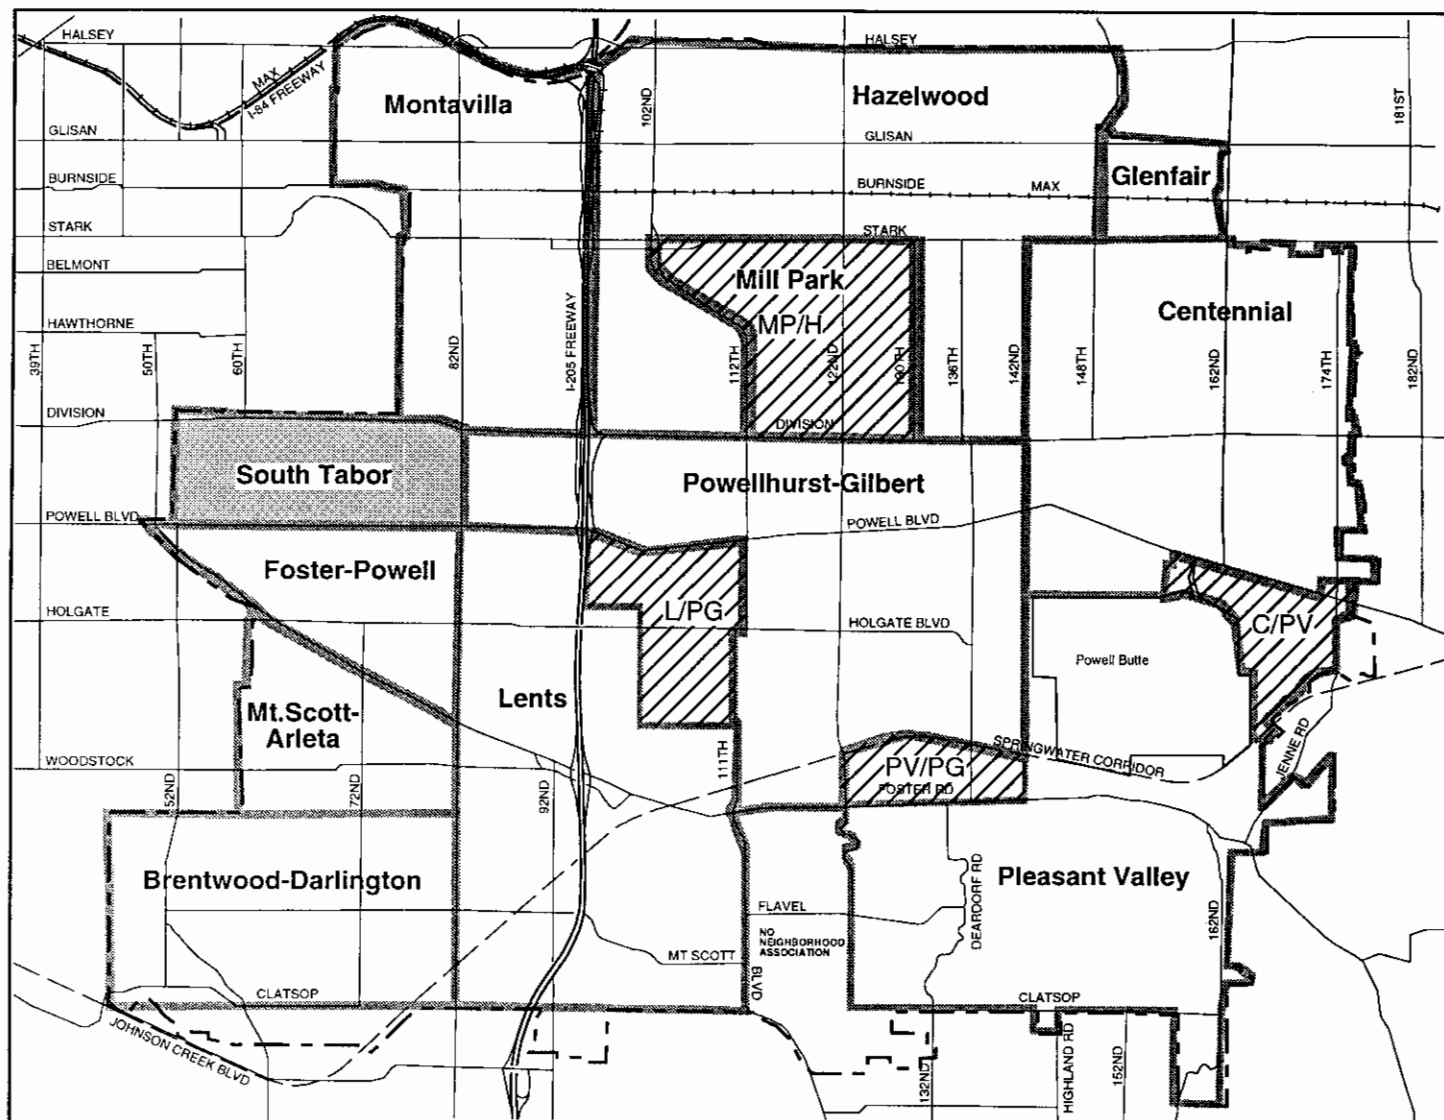 HALSEY
HALSEY
MAX
I-84 FREEWAY
Montavilla
102ND
Hazelwood
181ST
GLISAN
GLISAN
BURNSIDE
BURNSIDE
MAX
Glenfair
STARK
STARK
BELMONT
Mill Park
MP/H
Centennial
HAWTHORNE
39TH
50TH
60TH
82ND
I-205 FREEWAY
112TH
122ND
130TH
136TH
142ND
148TH
162ND
174TH
182ND
DIVISION
DIVISION
South Tabor
Powellhurst-Gilbert
POWELL BLVD
POWELL BLVD
Foster-Powell
HOLGATE
L/PG
HOLGATE BLVD
C/PV
Powell Butte
Mt.Scott-
Arleta
Lents
WOODSTOCK
52ND
72ND
92ND
111TH
PV/PG
FOSTER RD
SPRINGWATER CORRIDOR
JENNE RD
Brentwood-Darlington
Pleasant Valley
DEARDORF RD
162ND
FLAVEL
NO
NEIGHBORHOOD
ASSOCIATION
MT SCOTT
BLVD
CLATSOP
CLATSOP
JOHNSON CREEK BLVD
132ND
HIGHLAND RD
152ND